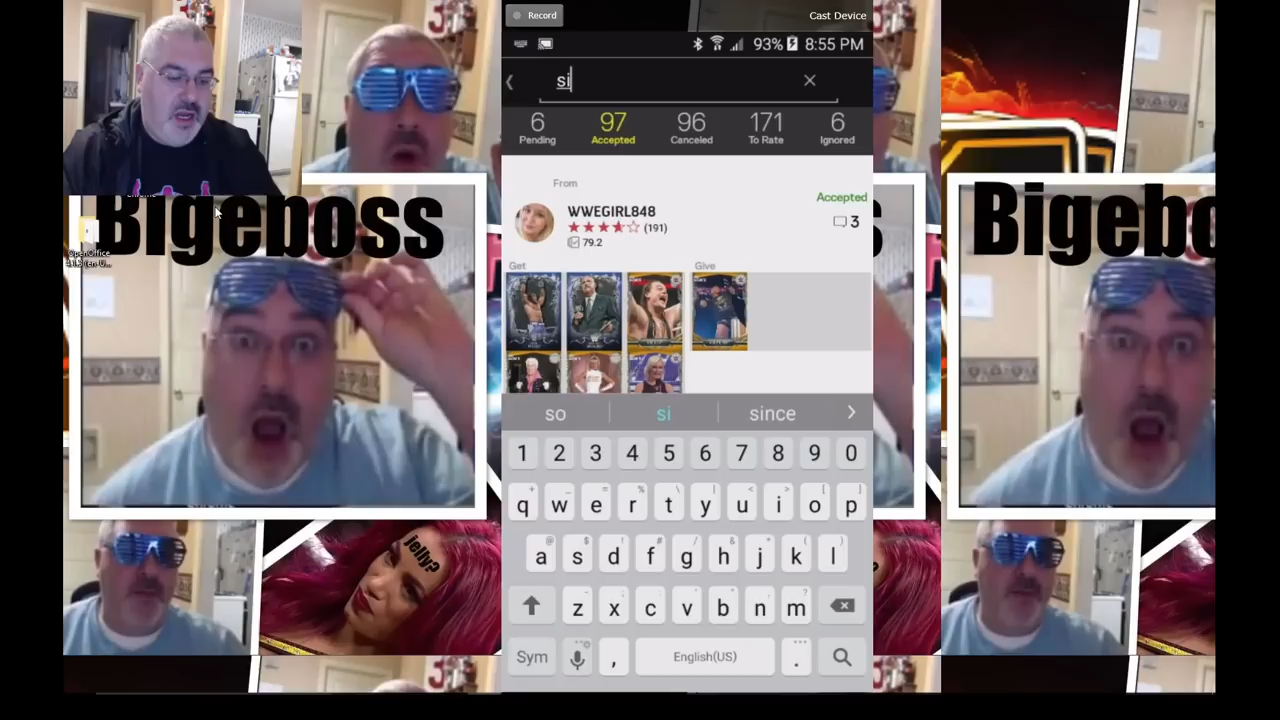 Record
Cast Device
93% 8:55 PM
si
6 97 96 171 6
Pending Accepted Canceled To Rate Ignored
From
Accepted
WWEGIRL848
(191)
3
79.2
Get Give
so si since
1 2 3 4 5 6 7 8 9 0
q w e r t y u i o p
a s d f g h j k l
z x c v b n m
Sym , English(US) .
Bigeboss
OpenOffice
jelly?
Bigebo